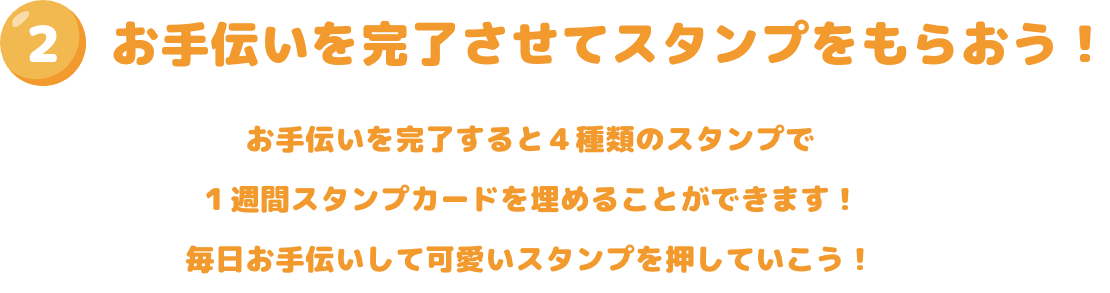 2 お手伝いを完了させてスタンプをもらおう！
お手伝いを完了すると４種類のスタンプで
１週間スタンプカードを埋めることができます！
毎日お手伝いして可愛いスタンプを押していこう！